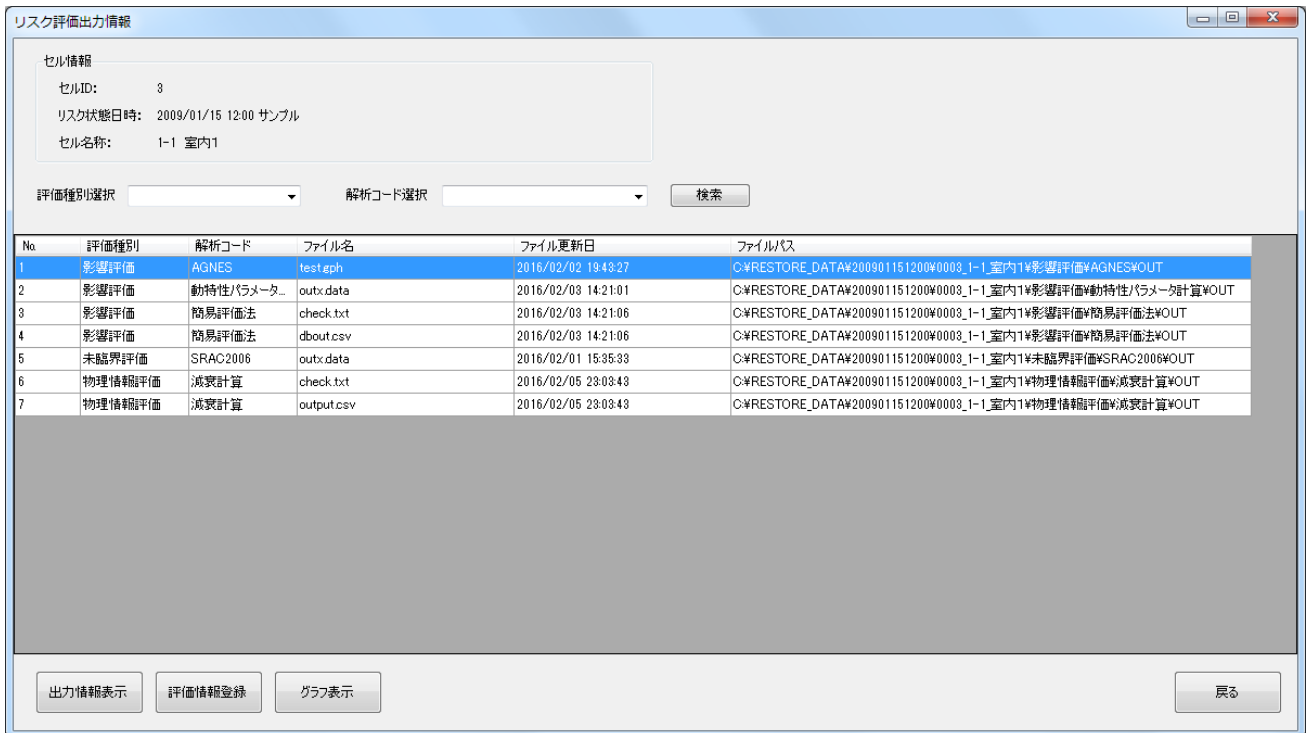 リスク評価出力情報
セル情報
セルID: 3
リスク状態日時: 2009/01/15 12:00 サンプル
セル名称: 1-1 室内1
評価種別選択 解析コード選択 検索
No. 評価種別 解析コード ファイル名 ファイル更新日 ファイルパス
1 影響評価 AGNES test.gph 2016/02/02 19:43:27 C:¥RESTORE_DATA¥200901151200¥0003_1-1_室内1¥影響評価¥AGNES¥OUT
2 影響評価 動特性パラメータ... outx.data 2016/02/03 14:21:01 C:¥RESTORE_DATA¥200901151200¥0003_1-1_室内1¥影響評価¥動特性パラメータ計算¥OUT
3 影響評価 簡易評価法 check.txt 2016/02/03 14:21:06 C:¥RESTORE_DATA¥200901151200¥0003_1-1_室内1¥影響評価¥簡易評価法¥OUT
4 影響評価 簡易評価法 dbout.csv 2016/02/03 14:21:06 C:¥RESTORE_DATA¥200901151200¥0003_1-1_室内1¥影響評価¥簡易評価法¥OUT
5 未臨界評価 SRAC2006 outx.data 2016/02/01 15:35:33 C:¥RESTORE_DATA¥200901151200¥0003_1-1_室内1¥未臨界評価¥SRAC2006¥OUT
6 物理情報評価 減衰計算 check.txt 2016/02/05 23:03:43 C:¥RESTORE_DATA¥200901151200¥0003_1-1_室内1¥物理情報評価¥減衰計算¥OUT
7 物理情報評価 減衰計算 output.csv 2016/02/05 23:03:43 C:¥RESTORE_DATA¥200901151200¥0003_1-1_室内1¥物理情報評価¥減衰計算¥OUT
出力情報表示 評価情報登録 グラフ表示 戻る